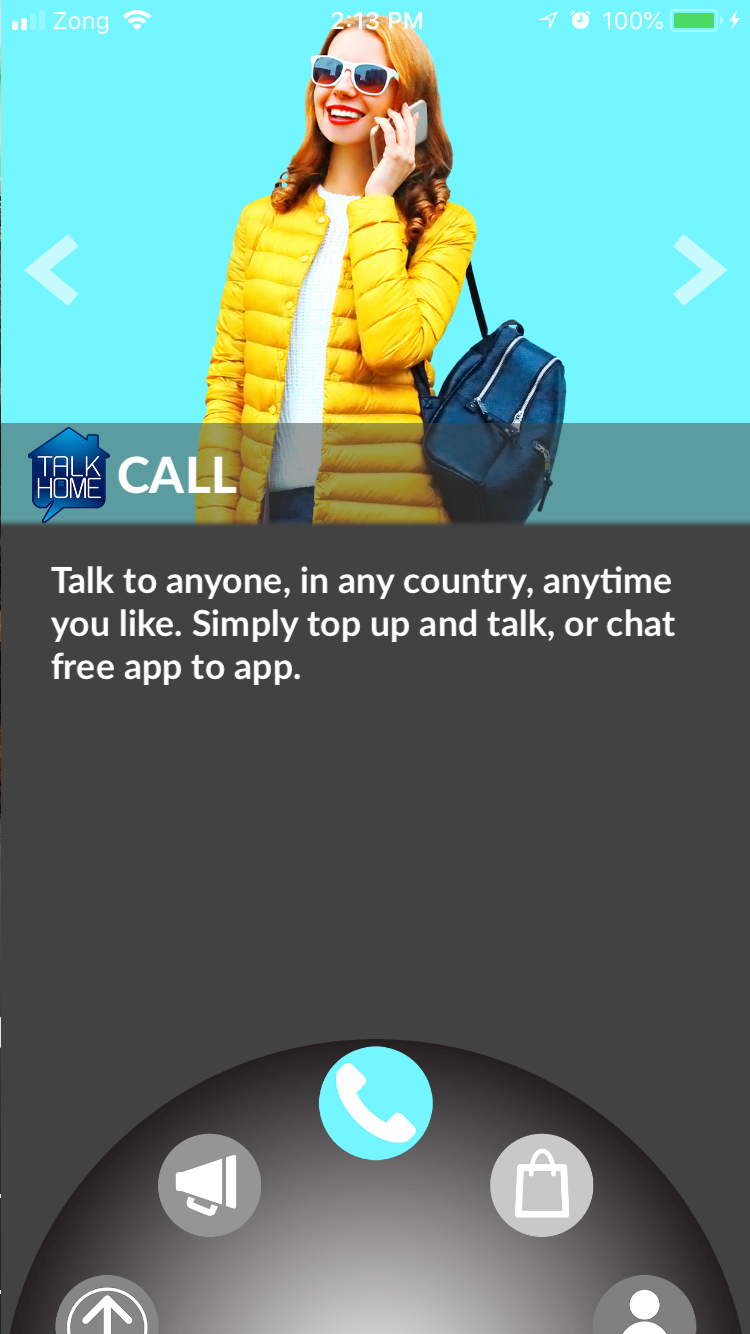 Zong 2:13 PM 100%
TALK
HOME
CALL
Talk to anyone, in any country, anytime
you like. Simply top up and talk, or chat
free app to app.